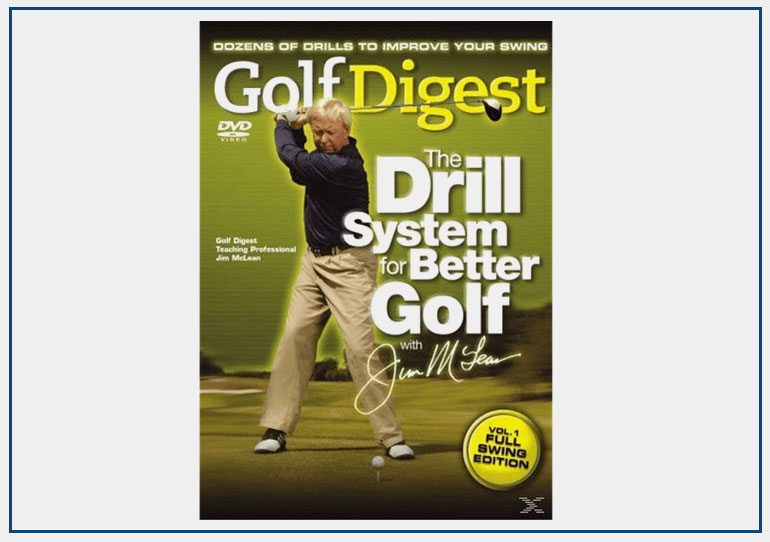 DOZENS OF DRILLS TO IMPROVE YOUR SWING
Golf Digest
DVD
VIDEO
The
Drill
System
for Better
Golf
with
Jim McLean
Golf Digest
Teaching Professional
Jim McLean
VOL. 1
FULL
SWING
EDITION